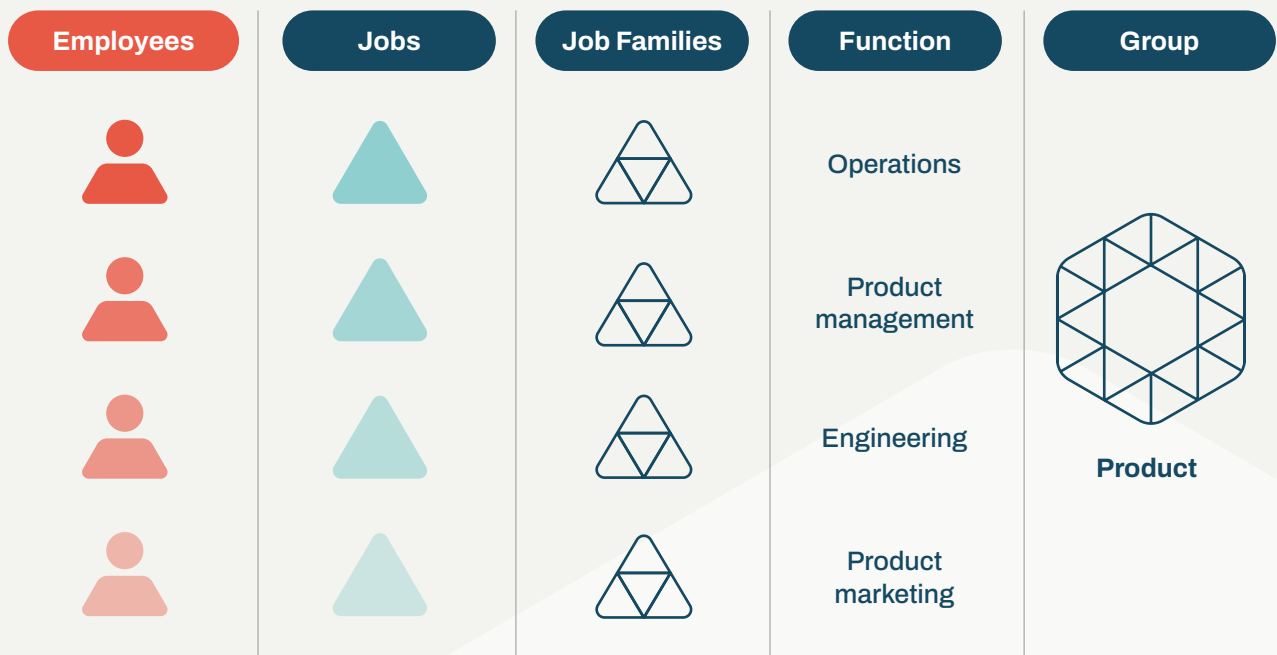 Employees
Jobs
Job Families
Function
Group
Operations
Product
management
Engineering
Product
Product
marketing